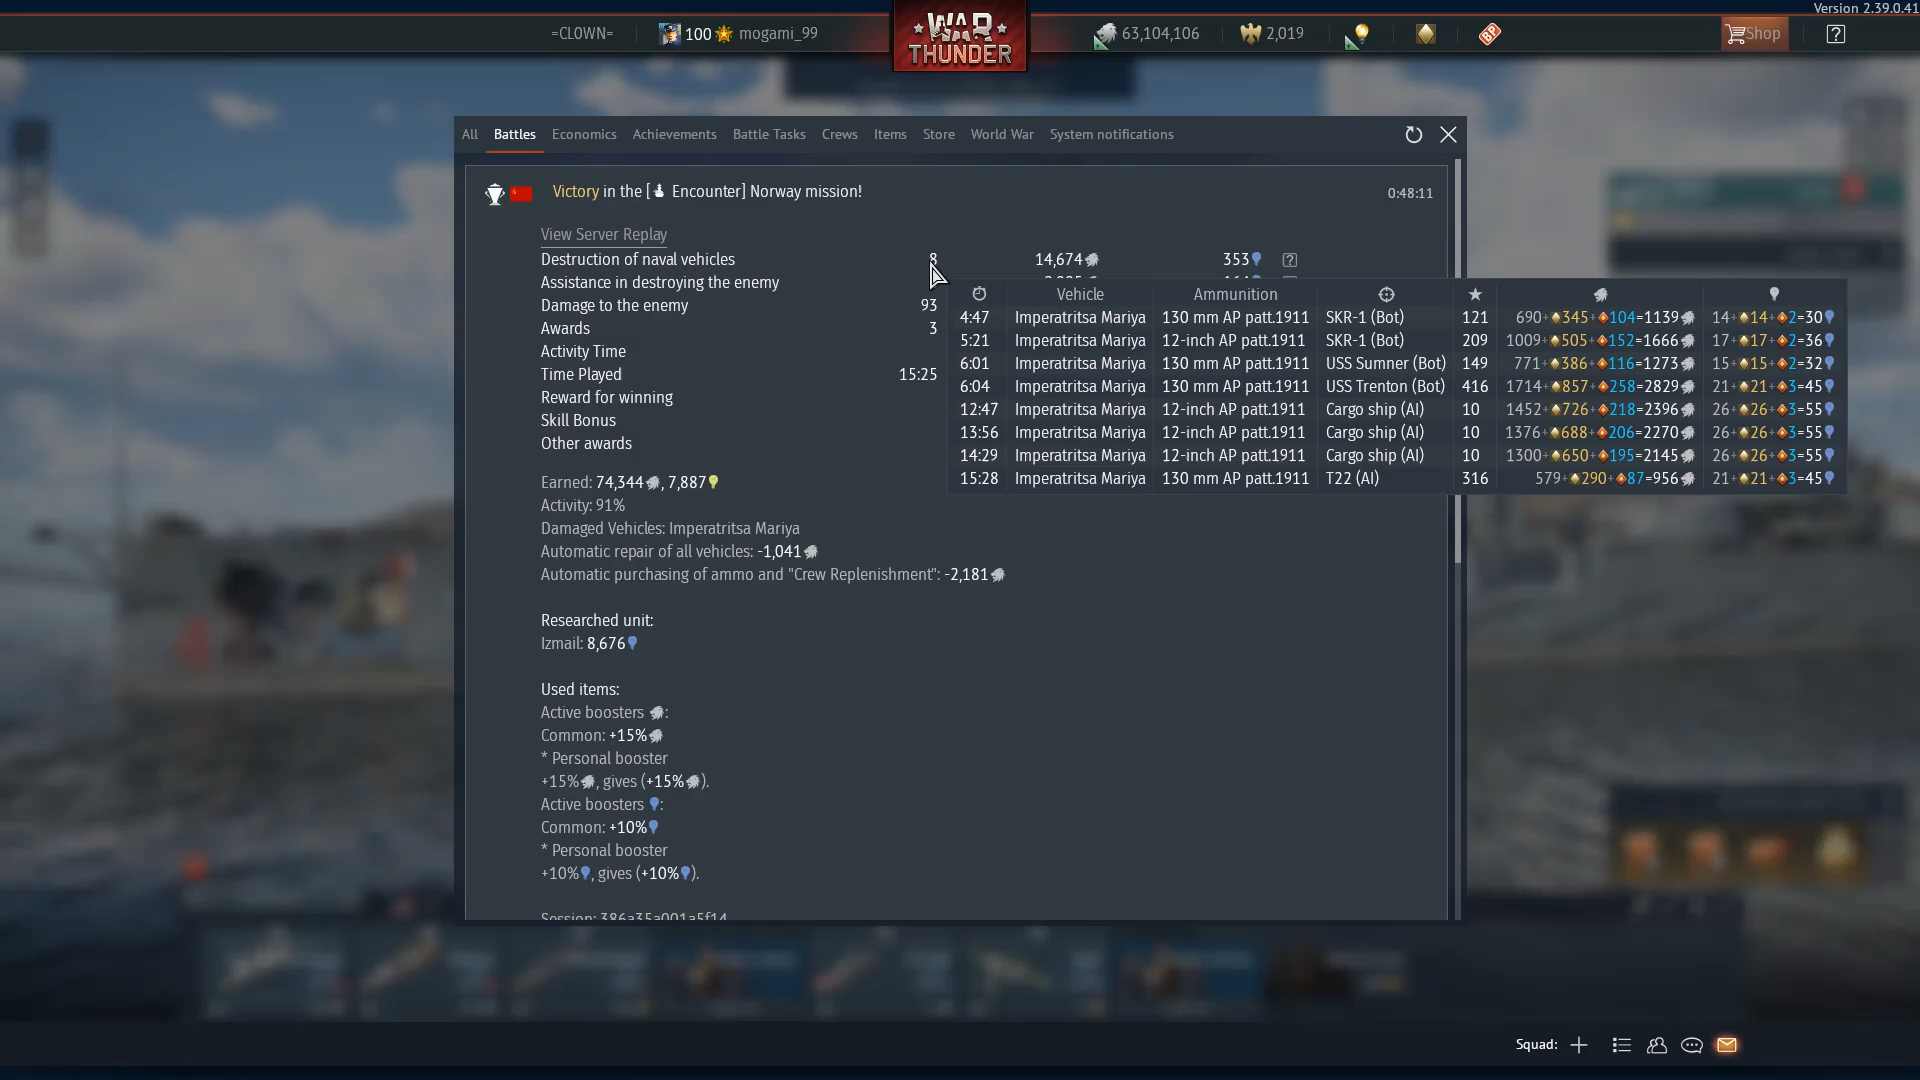 Version 2.39.0.41
=CLOWN= 100 mogami_99 WAR THUNDER 63,104,106 2,019 BP Shop ?
All Battles Economics Achievements Battle Tasks Crews Items Store World War System notifications
Victory in the [ Encounter] Norway mission! 0:48:11
View Server Replay
Destruction of naval vehicles 8 14,674 353 [?]
Assistance in destroying the enemy
Damage to the enemy 93
Awards 3
Activity Time
Time Played 15:25
Reward for winning
Skill Bonus
Other awards
Vehicle Ammunition
4:47 Imperatritsa Mariya 130 mm AP patt.1911 SKR-1 (Bot) 121 690+345+104=1139 14+14+2=30
5:21 Imperatritsa Mariya 12-inch AP patt.1911 SKR-1 (Bot) 209 1009+505+152=1666 17+17+2=36
6:01 Imperatritsa Mariya 130 mm AP patt.1911 USS Sumner (Bot) 149 771+386+116=1273 15+15+2=32
6:04 Imperatritsa Mariya 130 mm AP patt.1911 USS Trenton (Bot) 416 1714+857+258=2829 21+21+3=45
12:47 Imperatritsa Mariya 12-inch AP patt.1911 Cargo ship (AI) 10 1452+726+218=2396 26+26+3=55
13:56 Imperatritsa Mariya 12-inch AP patt.1911 Cargo ship (AI) 10 1376+688+206=2270 26+26+3=55
14:29 Imperatritsa Mariya 12-inch AP patt.1911 Cargo ship (AI) 10 1300+650+195=2145 26+26+3=55
15:28 Imperatritsa Mariya 130 mm AP patt.1911 T22 (AI) 316 579+290+87=956 21+21+3=45
Earned: 74,344, 7,887
Activity: 91%
Damaged Vehicles: Imperatritsa Mariya
Automatic repair of all vehicles: -1,041
Automatic purchasing of ammo and "Crew Replenishment": -2,181
Researched unit:
Izmail: 8,676
Used items:
Active boosters :
Common: +15%
* Personal booster
+15%, gives (+15%).
Active boosters :
Common: +10%
* Personal booster
+10%, gives (+10%).
Session: 386a35a001a5f14
Squad: